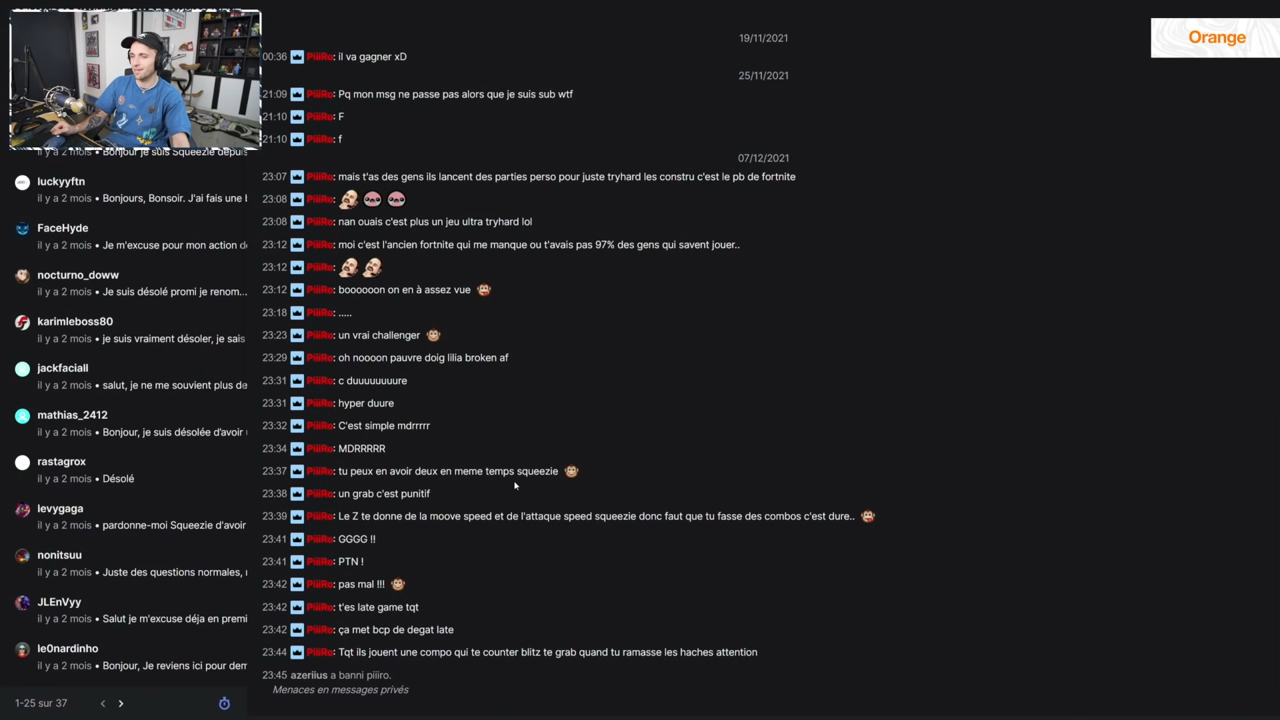 Orange
il y a 2 mois • Bonjour je suis Squeezie depuis
luckyyftn
il y a 2 mois • Bonjours, Bonsoir. J'ai fais une b
FaceHyde
il y a 2 mois • Je m'excuse pour mon action de
nocturno_doww
il y a 2 mois • Je suis désolé promi je renom...
karimleboss80
il y a 2 mois • je suis vraiment désoler, je sais
jackfaciall
il y a 2 mois • salut, je ne me souvient plus de
mathias_2412
il y a 2 mois • Bonjour, je suis désolée d'avoir
rastagrox
il y a 2 mois • Désolé
levygaga
il y a 2 mois • pardonne-moi Squeezie d'avoir
nonitsuu
il y a 2 mois • Juste des questions normales,
JLEnVyy
il y a 2 mois • Salut je m'excuse déja en premi
le0nardinho
il y a 2 mois • Bonjour, Je reviens ici pour dem
1-25 sur 37
19/11/2021
00:36 PiiiRo: il va gagner xD
25/11/2021
21:09 PiiiRo: Pq mon msg ne passe pas alors que je suis sub wtf
21:10 PiiiRo: F
21:10 PiiiRo: f
07/12/2021
23:07 PiiiRo: mais t'as des gens ils lancent des parties perso pour juste tryhard les constru c'est le pb de fortnite
23:08 PiiiRo:
23:08 PiiiRo: nan ouais c'est plus un jeu ultra tryhard lol
23:12 PiiiRo: moi c'est l'ancien fortnite qui me manque ou t'avais pas 97% des gens qui savent jouer..
23:12 PiiiRo:
23:12 PiiiRo: boooooon on en à assez vue
23:18 PiiiRo: .....
23:23 PiiiRo: un vrai challenger
23:29 PiiiRo: oh noooon pauvre doig lilia broken af
23:31 PiiiRo: c duuuuuuuure
23:31 PiiiRo: hyper duure
23:32 PiiiRo: C'est simple mdrrrrr
23:34 PiiiRo: MDRRRRR
23:37 PiiiRo: tu peux en avoir deux en meme temps squeezie
23:38 PiiiRo: un grab c'est punitif
23:39 PiiiRo: Le Z te donne de la moove speed et de l'attaque speed squeezie donc faut que tu fasse des combos c'est dure..
23:41 PiiiRo: GGGG !!
23:41 PiiiRo: PTN !
23:42 PiiiRo: pas mal !!!
23:42 PiiiRo: t'es late game tqt
23:42 PiiiRo: ça met bcp de degat late
23:44 PiiiRo: Tqt ils jouent une compo qui te counter blitz te grab quand tu ramasse les haches attention
23:45 azeriius a banni piiiro.
Menaces en messages privés